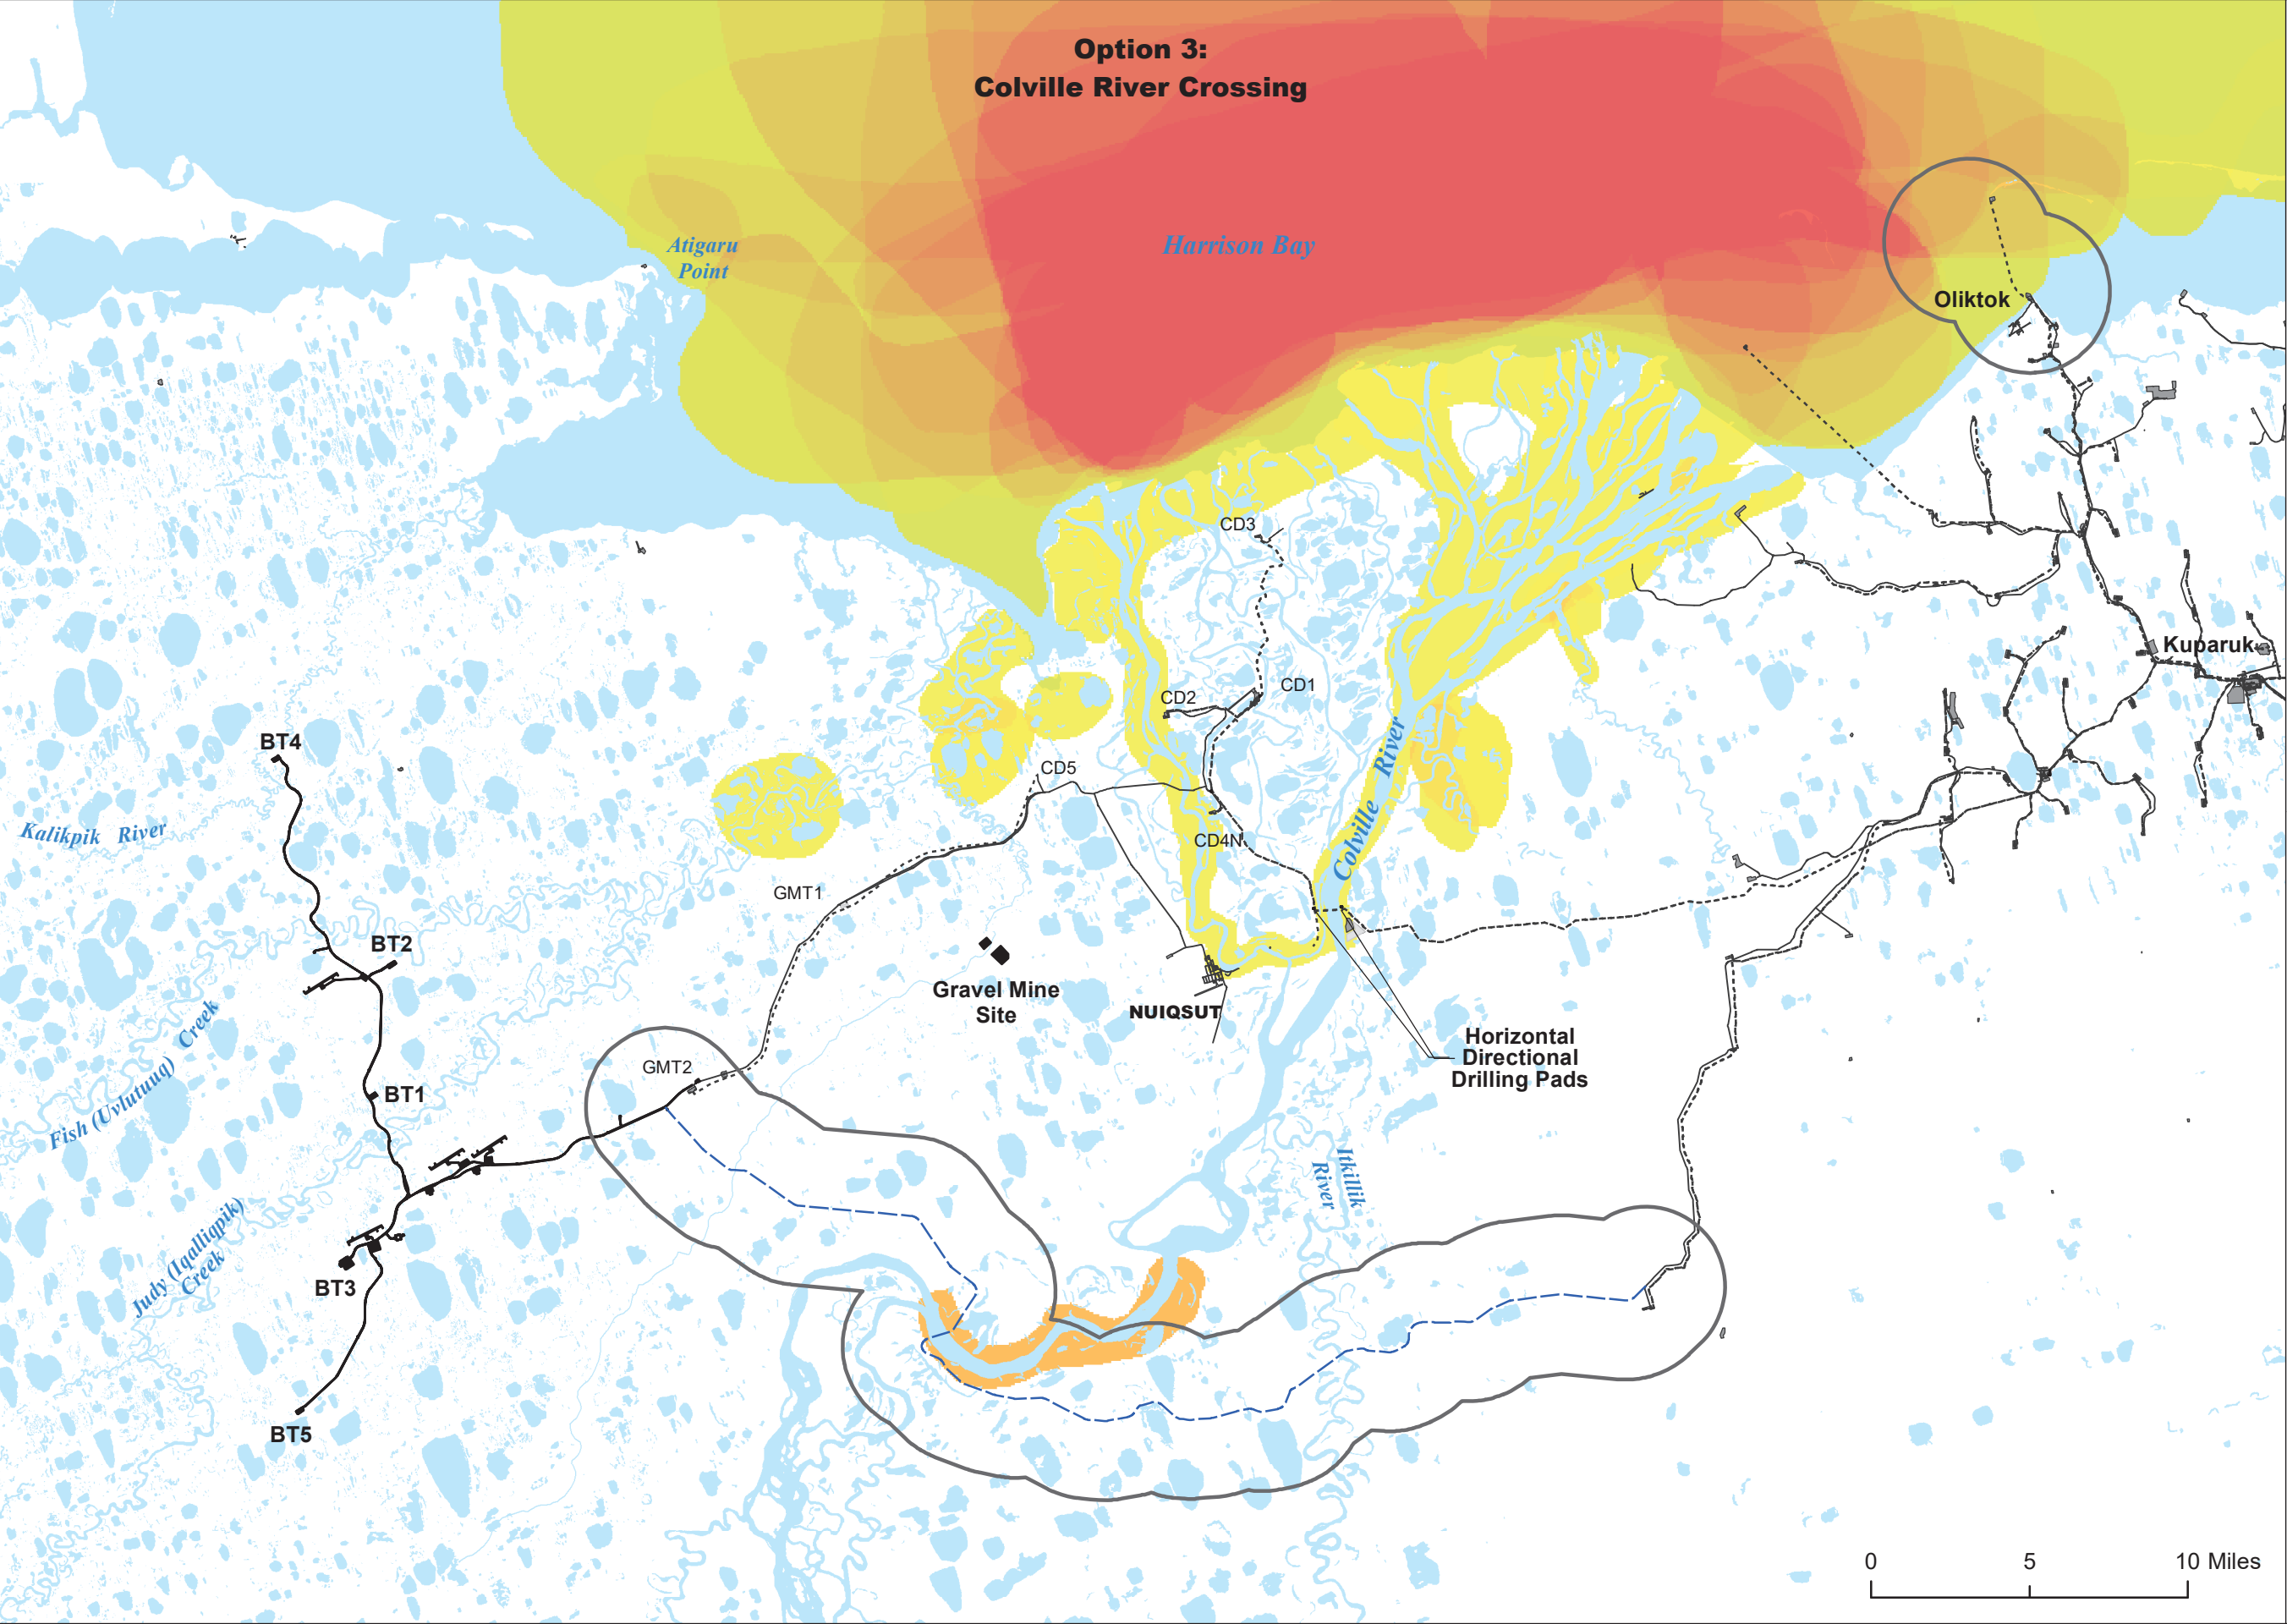 Option 3:
Colville River Crossing
Atigaru
Point
Harrison Bay
Oliktok
CD3
Kuparuk
CD1
CD2
BT4
CD5
Colville River
Kalikpik River
CD4N
GMT1
BT2
Gravel Mine
Site
NUIQSUT
Horizontal
Directional
Drilling Pads
GMT2
BT1
Fish (Uvlutuuq) Creek
Itkillik
River
Judy (Iqalliqpik)
Creek
BT3
BT5
0 5 10 Miles